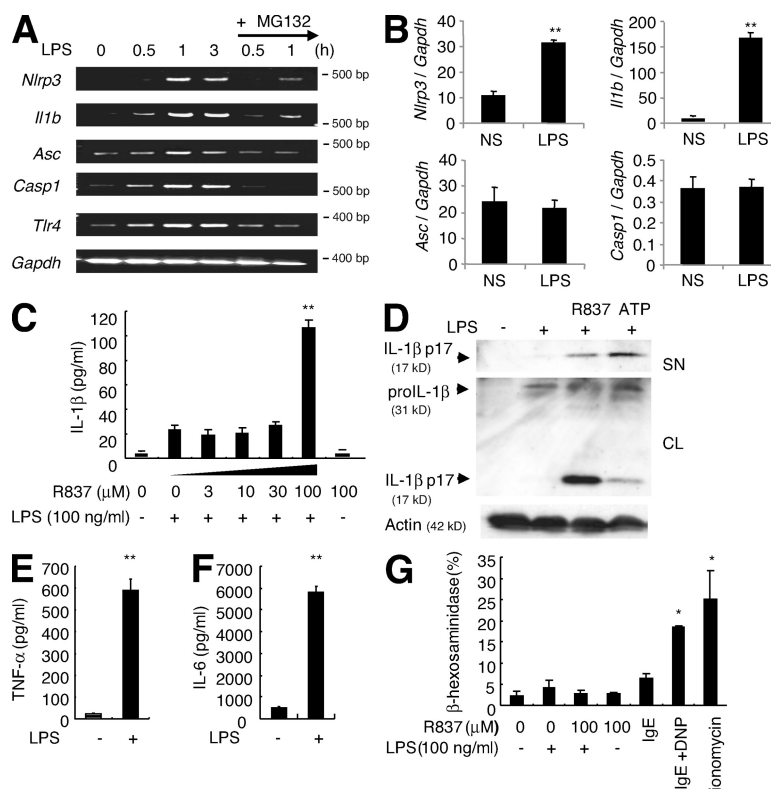 A
+ MG132
LPS 0 0.5 1 3 0.5 1 (h)
Nlrp3
500 bp
Il1b
500 bp
Asc
500 bp
Casp1
500 bp
Tlr4
400 bp
Gapdh
400 bp
B
Nlrp3 / Gapdh
40
30
20
10
0
**
NS LPS
Il1b / Gapdh
200
150
100
50
0
**
NS LPS
Asc / Gapdh
40
30
20
10
0
NS LPS
Casp1 / Gapdh
0.5
0.4
0.3
0.2
0.1
0
NS LPS
C
IL-1β (pg/ml)
120
100
80
60
40
20
**
R837 (μM) 0 0 3 10 30 100 100
LPS (100 ng/ml) - + + + + + -
D
R837 ATP
LPS - + + +
IL-1β p17
(17 kD)
SN
proIL-1β
(31 kD)
CL
IL-1β p17
(17 kD)
Actin (42 kD)
E
TNF-α (pg/ml)
700
600
500
400
300
200
100
0
**
LPS - +
F
IL-6 (pg/ml)
7000
6000
5000
4000
3000
2000
1000
0
**
LPS - +
G
β-hexosaminidase(%)
35
30
25
20
15
10
5
0
*
*
R837 (μM) 0 0 100 100
LPS(100 ng/ml) - + + -
IgE
IgE +DNP
ionomycin